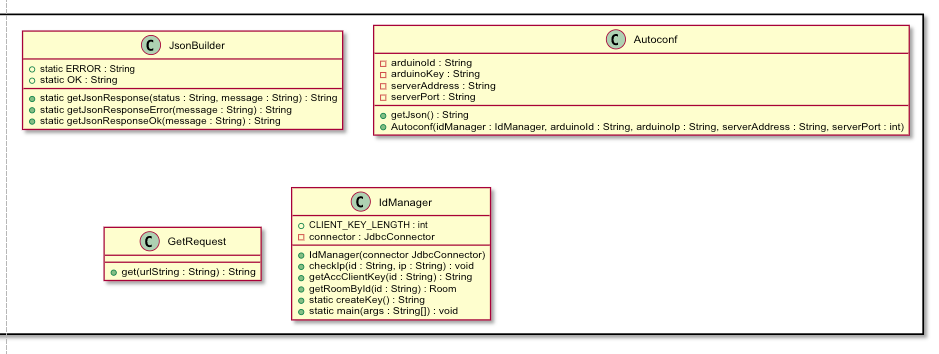 C JsonBuilder
static ERROR : String
static OK : String
static getJsonResponse(status : String, message : String) : String
static getJsonResponseError(message : String) : String
static getJsonResponseOk(message : String) : String
C Autoconf
arduinoId : String
arduinoKey : String
serverAddress : String
serverPort : String
getJson() : String
Autoconf(idManager : IdManager, arduinoId : String, arduinoIp : String, serverAddress : String, serverPort : int)
C GetRequest
get(urlString : String) : String
C IdManager
CLIENT_KEY_LENGTH : int
connector : JdbcConnector
IdManager(connector JdbcConnector)
checkIp(id : String, ip : String) : void
getAccClientKey(id : String) : String
getRoomById(id : String) : Room
static createKey() : String
static main(args : String[]) : void